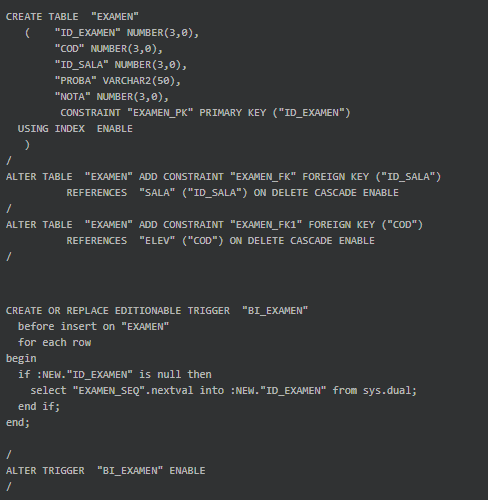 CREATE TABLE  "EXAMEN"
   (    "ID_EXAMEN" NUMBER(3,0),
        "COD" NUMBER(3,0),
        "ID_SALA" NUMBER(3,0),
        "PROBA" VARCHAR2(50),
        "NOTA" NUMBER(3,0),
         CONSTRAINT "EXAMEN_PK" PRIMARY KEY ("ID_EXAMEN")
  USING INDEX  ENABLE
   )
/
ALTER TABLE  "EXAMEN" ADD CONSTRAINT "EXAMEN_FK" FOREIGN KEY ("ID_SALA")
          REFERENCES  "SALA" ("ID_SALA") ON DELETE CASCADE ENABLE
/
ALTER TABLE  "EXAMEN" ADD CONSTRAINT "EXAMEN_FK1" FOREIGN KEY ("COD")
          REFERENCES  "ELEV" ("COD") ON DELETE CASCADE ENABLE
/
CREATE OR REPLACE EDITIONABLE TRIGGER  "BI_EXAMEN"
  before insert on "EXAMEN"
  for each row
begin
  if :NEW."ID_EXAMEN" is null then
    select "EXAMEN_SEQ".nextval into :NEW."ID_EXAMEN" from sys.dual;
  end if;
end;
/
ALTER TRIGGER  "BI_EXAMEN" ENABLE
/